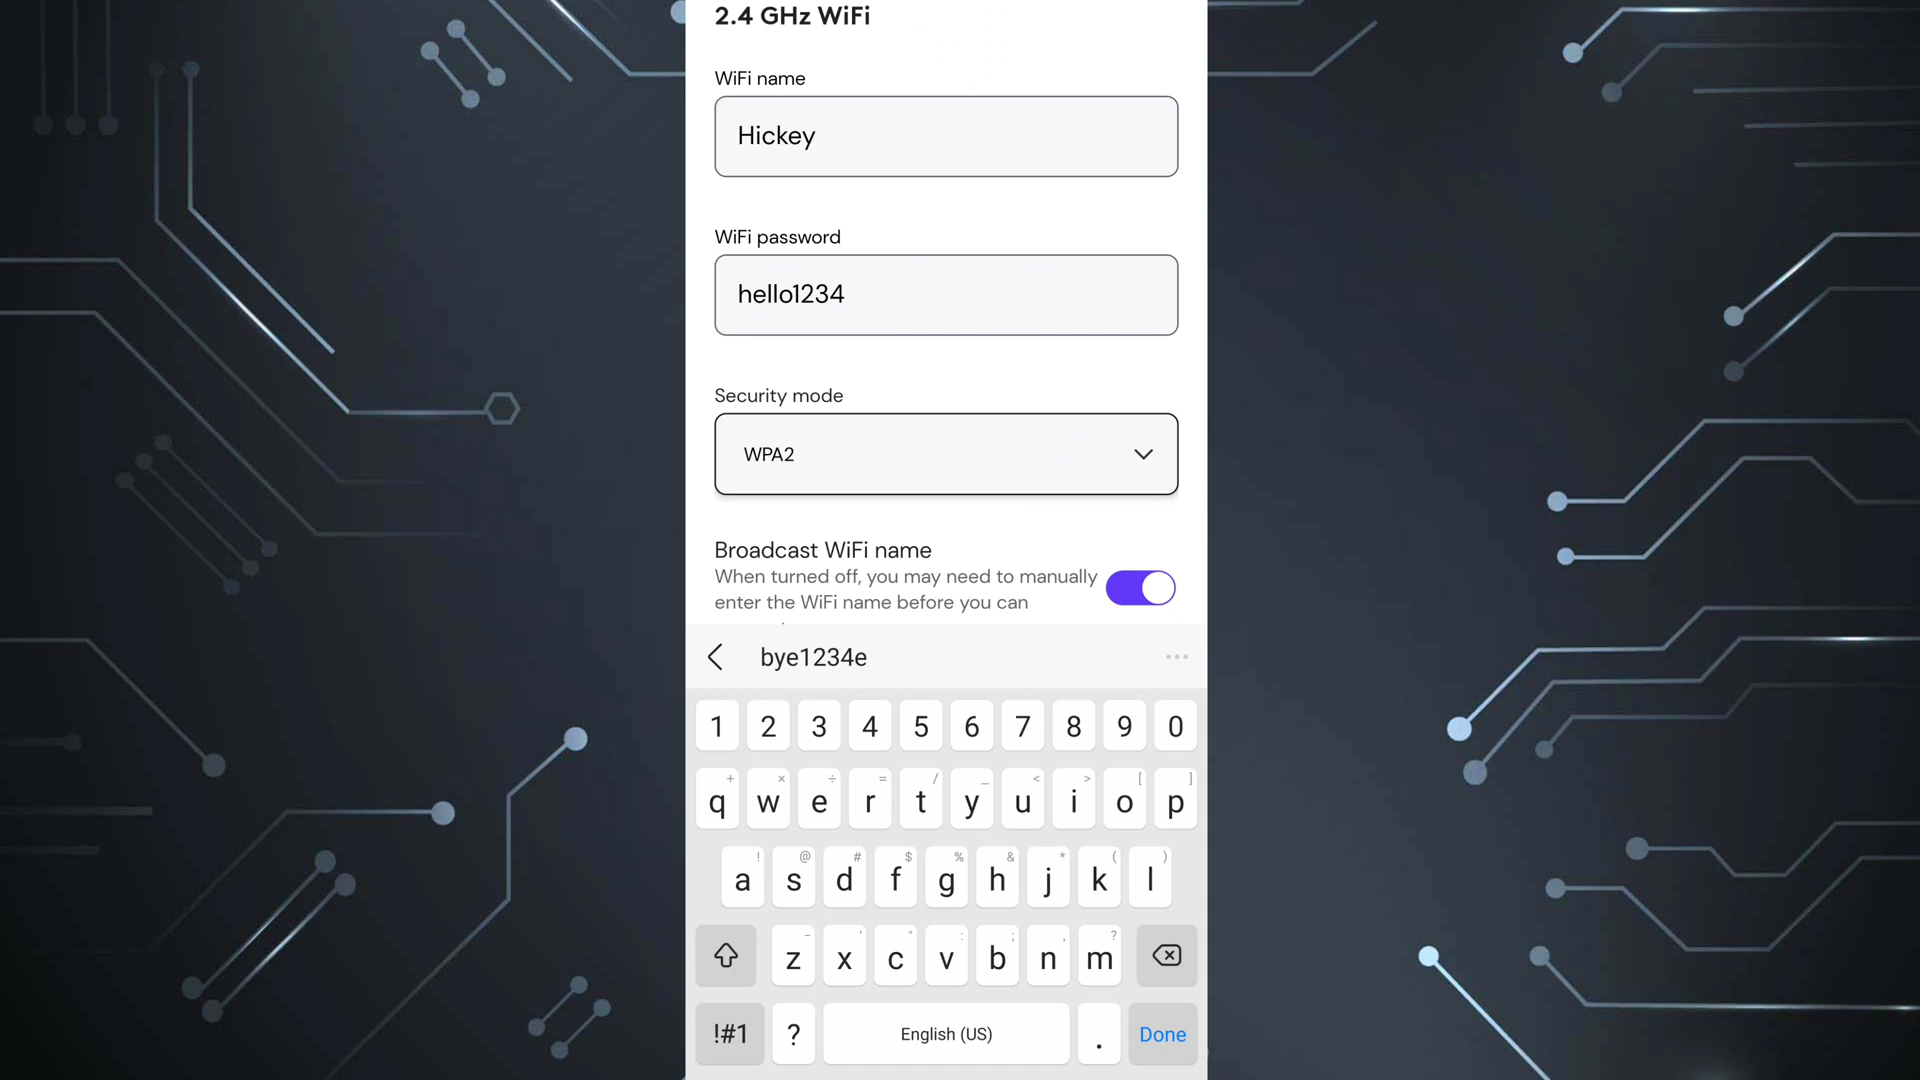 2.4 GHz WiFi
WiFi name
Hickey
WiFi password
hello1234
Security mode
WPA2
Broadcast WiFi name
When turned off, you may need to manually
enter the WiFi name before you can
bye1234e
1 2 3 4 5 6 7 8 9 0
+ × ÷ = / _ < > [ ]
q w e r t y u i o p
! @ # $ % & * ( )
a s d f g h j k l
- ' " : ; , ?
z x c v b n m
!#1 ? English (US) . Done